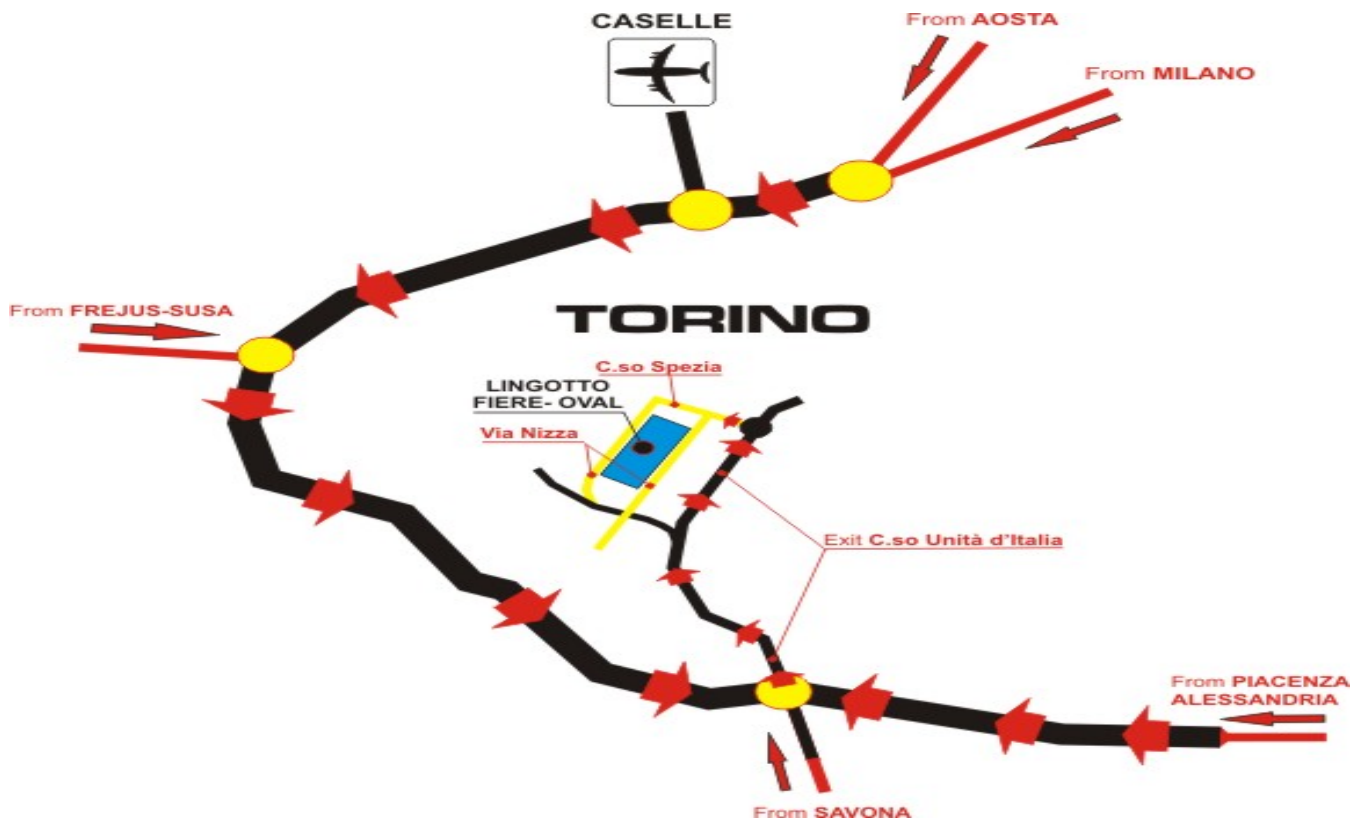 CASELLE
From AOSTA
From MILANO
From FREJUS-SUSA
TORINO
C.so Spezia
LINGOTTO
FIERE- OVAL
Via Nizza
Exit C.so Unità d'Italia
From PIACENZA
ALESSANDRIA
From SAVONA